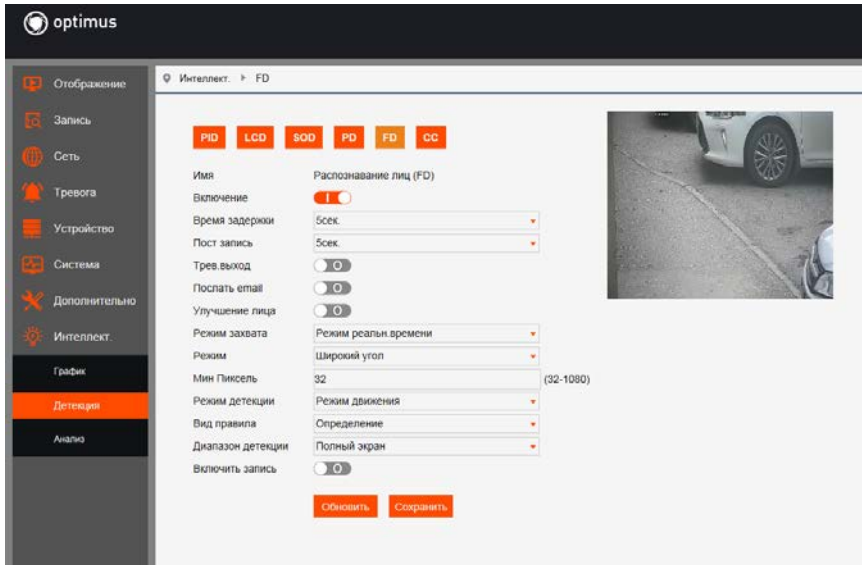 optimus
Интеллект. FD
Отображение
Запись
Сеть
Тревога
Устройство
Система
Дополнительно
Интеллект.
График
Детекция
Анализ
PID LCD SOD PD FD CC
Имя Распознавание лиц (FD)
Включение
Время задержки 5сек.
Пост запись 5сек.
Трев.выход
Послать email
Улучшение лица
Режим захвата Режим реальн.времени
Режим Широкий угол
Мин Пиксель 32 (32-1080)
Режим детекции Режим движения
Вид правила Определение
Диапазон детекции Полный экран
Включить запись
Обновить Сохранить